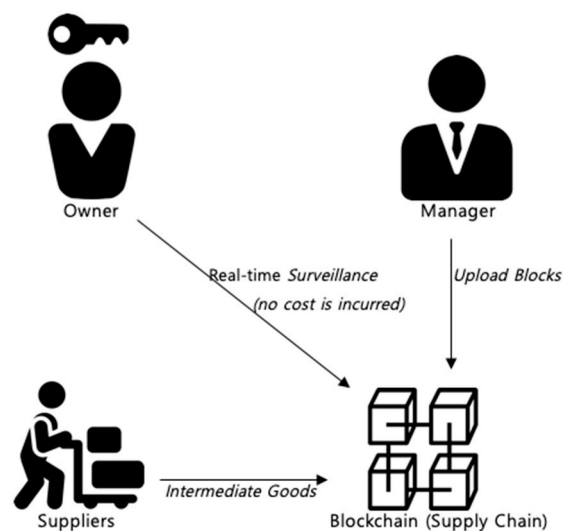 Owner
Manager
Real-time Surveillance
(no cost is incurred)
Upload Blocks
Intermediate Goods
Suppliers
Blockchain (Supply Chain)